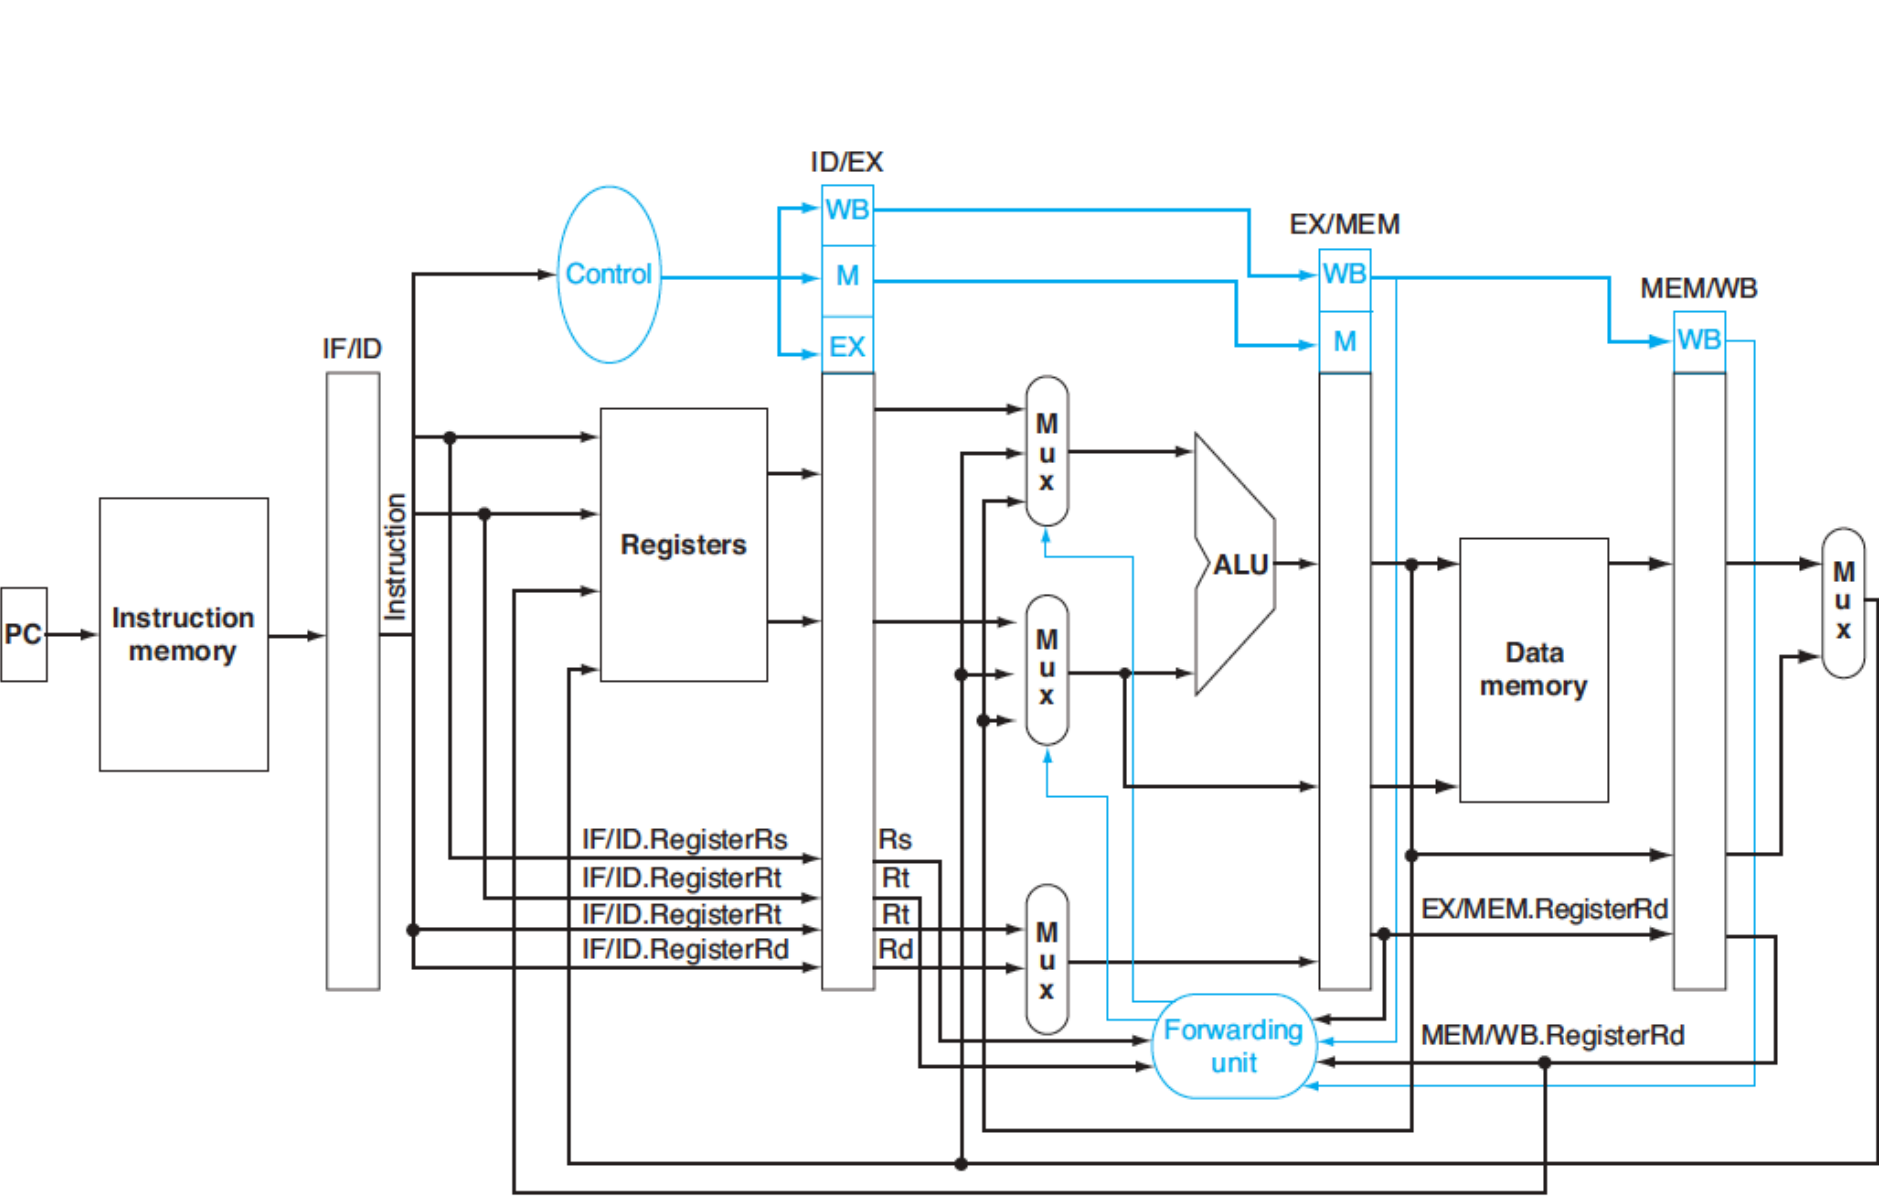 ID/EX
WB
EX/MEM
Control
M
WB
MEM/WB
IF/ID
EX
M
WB
M
u
x
Instruction
Registers
ALU
M
u
x
PC
Instruction
memory
M
u
x
Data
memory
IF/ID.RegisterRs
Rs
IF/ID.RegisterRt
Rt
IF/ID.RegisterRt
Rt
IF/ID.RegisterRd
Rd
M
u
x
EX/MEM.RegisterRd
Forwarding
unit
MEM/WB.RegisterRd